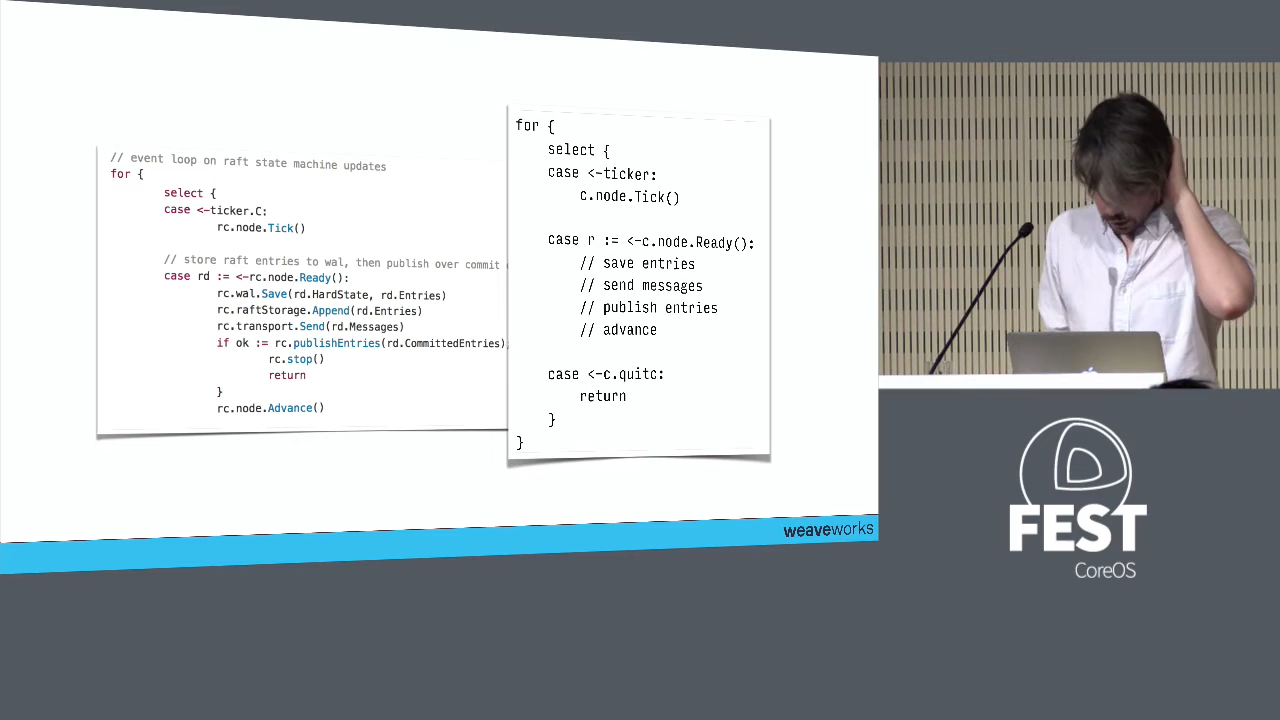 // event loop on raft state machine updates
for {
select {
case <-ticker.C:
rc.node.Tick()
// store raft entries to wal, then publish over commit
case rd := <-rc.node.Ready():
rc.wal.Save(rd.HardState, rd.Entries)
rc.raftStorage.Append(rd.Entries)
rc.transport.Send(rd.Messages)
if ok := rc.publishEntries(rd.CommittedEntries);
rc.stop()
return
}
rc.node.Advance()
for {
select {
case <-ticker:
c.node.Tick()
case r := <-c.node.Ready():
// save entries
// send messages
// publish entries
// advance
case <-c.quitc:
return
}
}
weaveworks
FEST
CoreOS